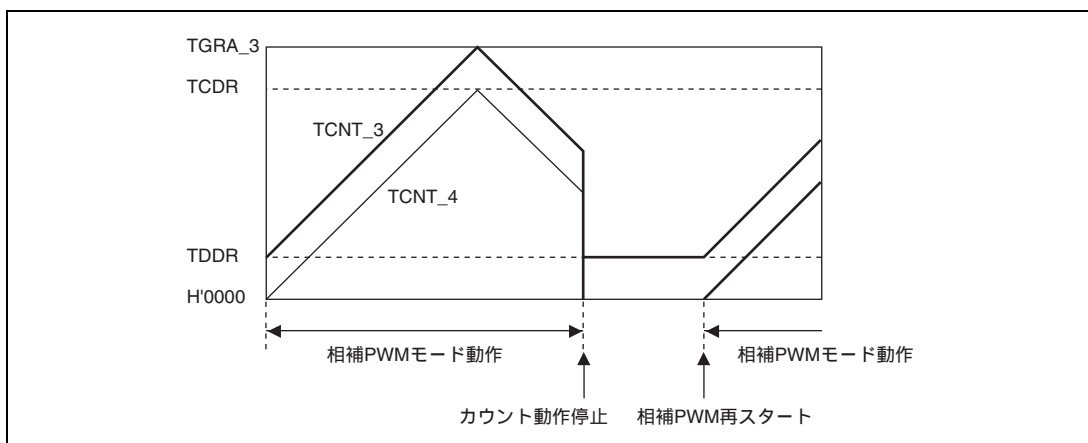 TGRA_3
TCDR
TCNT_3
TCNT_4
TDDR
H'0000
相補PWMモード動作
相補PWMモード動作
カウント動作停止
相補PWM再スタート